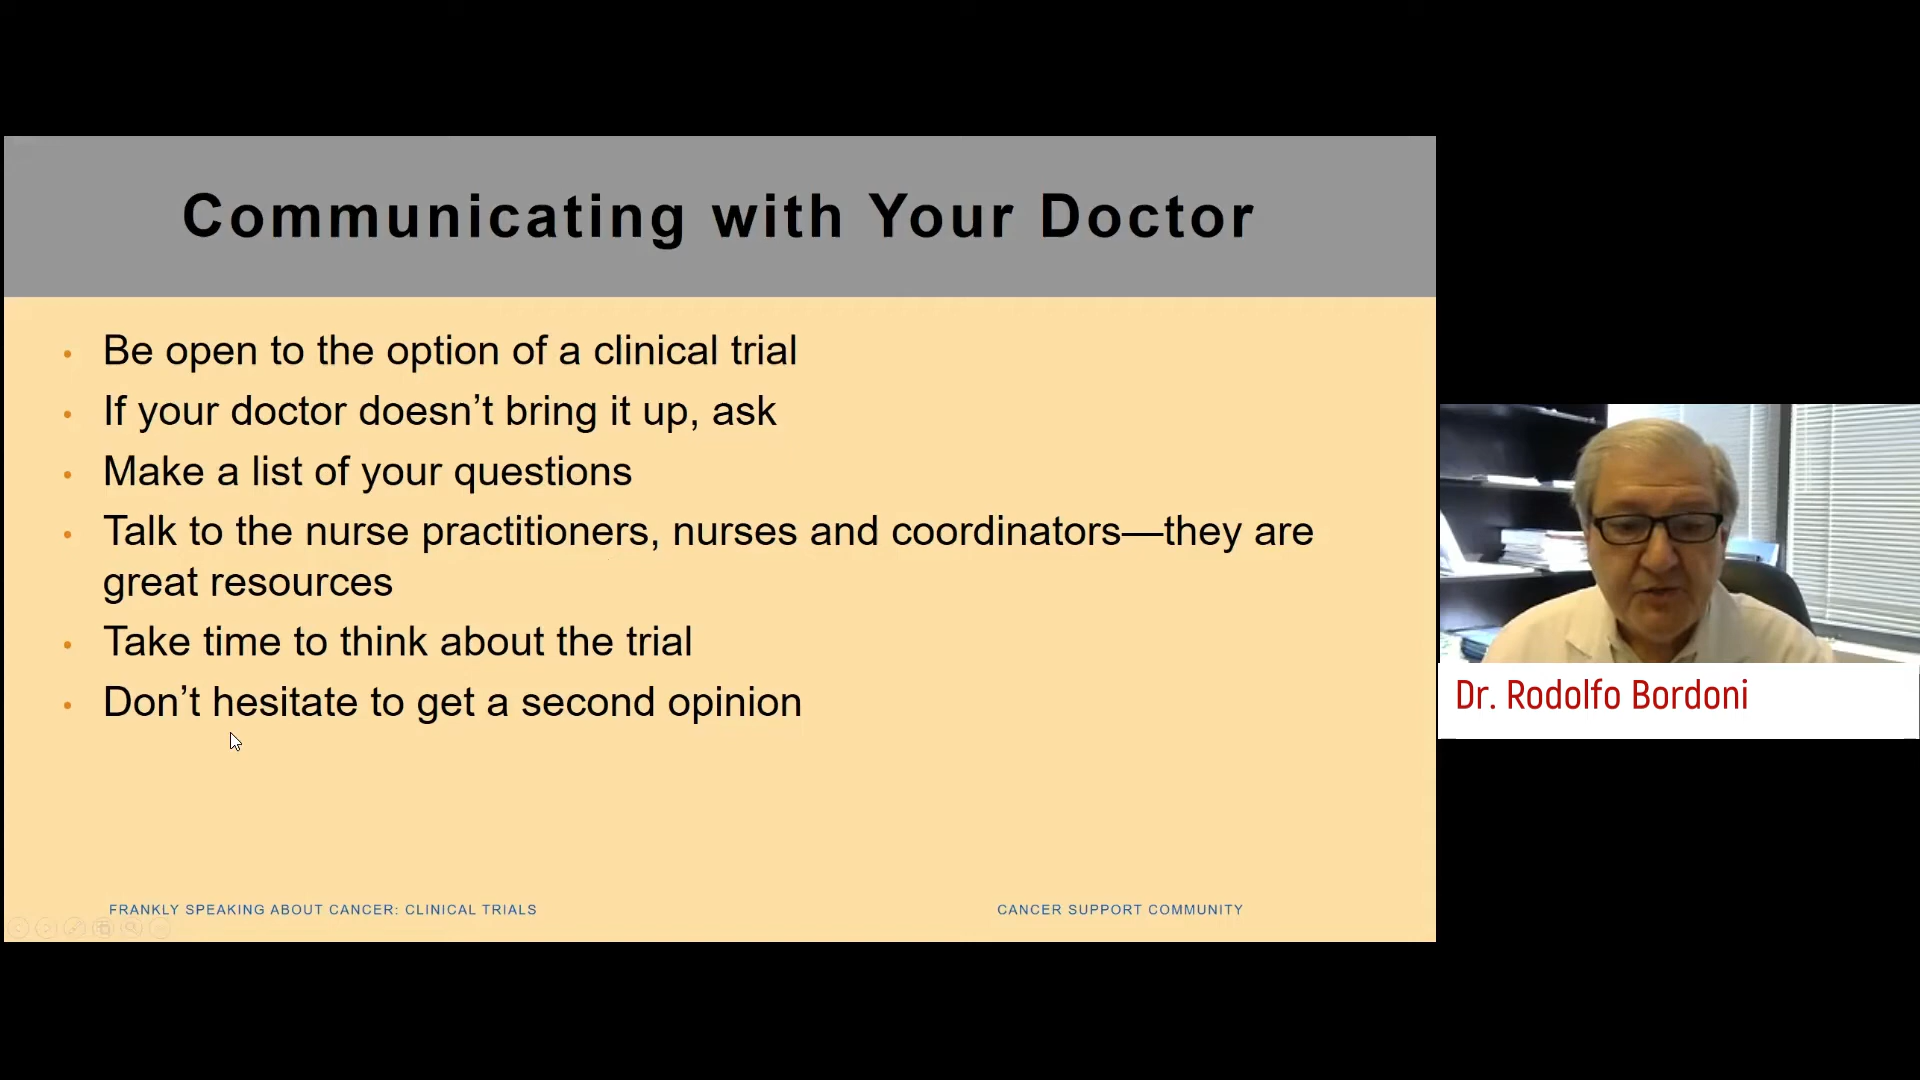 Communicating with Your Doctor
• Be open to the option of a clinical trial
• If your doctor doesn’t bring it up, ask
• Make a list of your questions
• Talk to the nurse practitioners, nurses and coordinators—they are
great resources
• Take time to think about the trial
• Don’t hesitate to get a second opinion
FRANKLY SPEAKING ABOUT CANCER: CLINICAL TRIALS
CANCER SUPPORT COMMUNITY
Dr. Rodolfo Bordoni